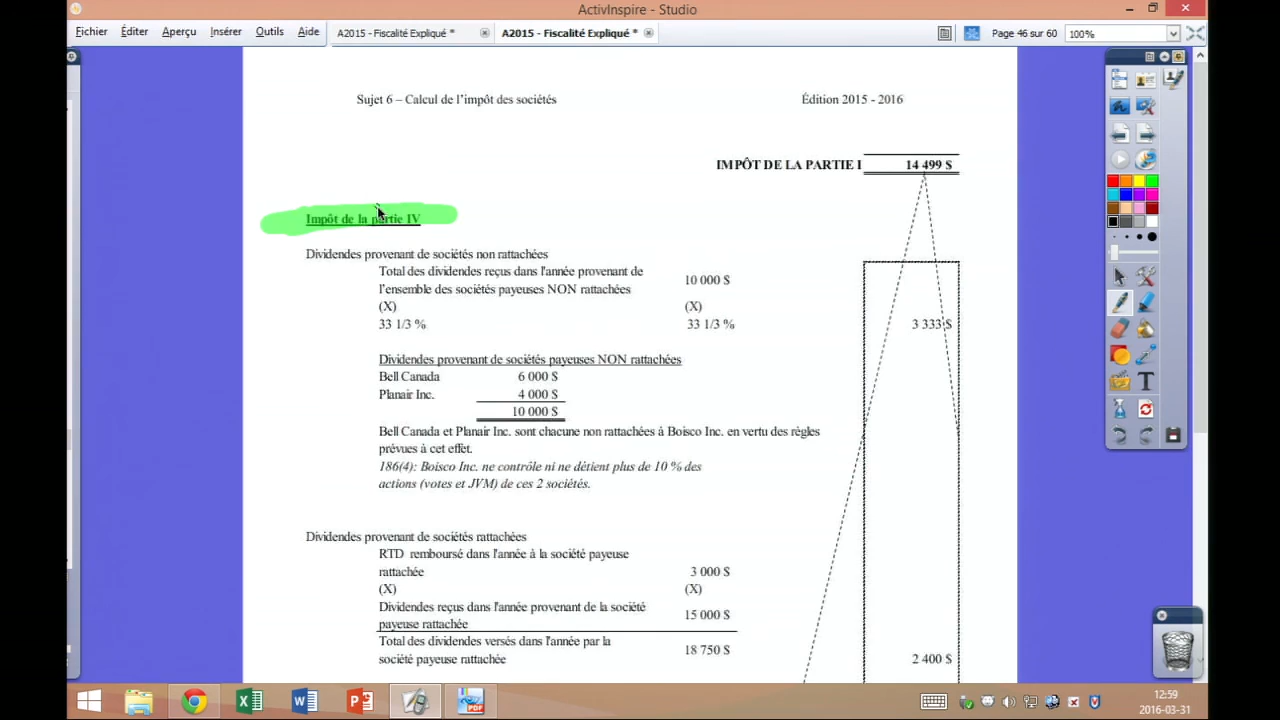 ActivInspire - Studio
Fichier Éditer Aperçu Insérer Outils Aide
A2015 - Fiscalité Expliqué * A2015 - Fiscalité Expliqué *
Page 46 sur 60 100%
Sujet 6 – Calcul de l'impôt des sociétés Édition 2015 - 2016
IMPÔT DE LA PARTIE I 14 499 $
Impôt de la partie IV
Dividendes provenant de sociétés non rattachées
Total des dividendes reçus dans l'année provenant de
l'ensemble des sociétés payeuses NON rattachées 10 000 $
(X) (X)
33 1/3 % 33 1/3 % 3 333 $
Dividendes provenant de sociétés payeuses NON rattachées
Bell Canada 6 000 $
Planair Inc. 4 000 $
10 000 $
Bell Canada et Planair Inc. sont chacune non rattachées à Boisco Inc. en vertu des règles
prévues à cet effet.
186(4): Boisco Inc. ne contrôle ni ne détient plus de 10 % des
actions (votes et JVM) de ces 2 sociétés.
Dividendes provenant de sociétés rattachées
RTD remboursé dans l'année à la société payeuse
rattachée 3 000 $
(X) (X)
Dividendes reçus dans l'année provenant de la société
payeuse rattachée 15 000 $
Total des dividendes versés dans l'année par la
société payeuse rattachée 18 750 $ 2 400 $
12:59
2016-03-31